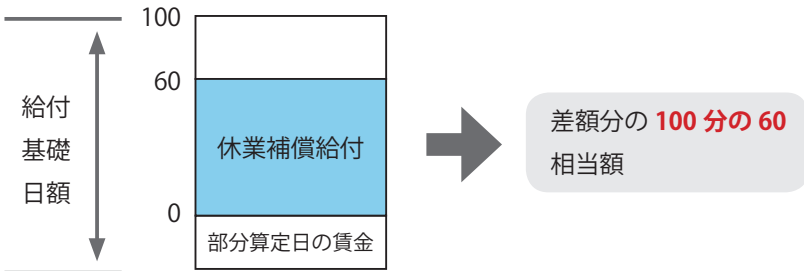 100
60
給付
基礎
日額
休業補償給付
0
部分算定日の賃金
差額分の 100 分の 60
相当額